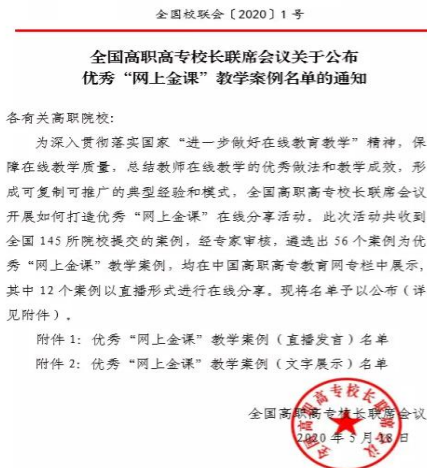 全国校联会〔2020〕1号
全国高职高专校长联席会议关于公布
优秀“网上金课”教学案例名单的通知
各有关高职院校：
为深入贯彻落实国家“进一步做好在线教育教学”精神，保
障在线教学质量，总结教师在线教学的优秀做法和教学成效，形
成可复制可推广的典型经验和模式，全国高职高专校长联席会议
开展如何打造优秀“网上金课”在线分享活动。此次活动共收到
全国145所院校提交的案例，经专家审核，遴选出56个案例为优
秀“网上金课”教学案例，均在中国高职高专教育网专栏中展示，
其中12个案例以直播形式进行在线分享。现将名单予以公布（详
见附件）。
附件1：优秀“网上金课”教学案例（直播发言）名单
附件2：优秀“网上金课”教学案例（文字展示）名单
全国高职高专校长联席会议
2020年5月18日
全国高职高专校长联席会议